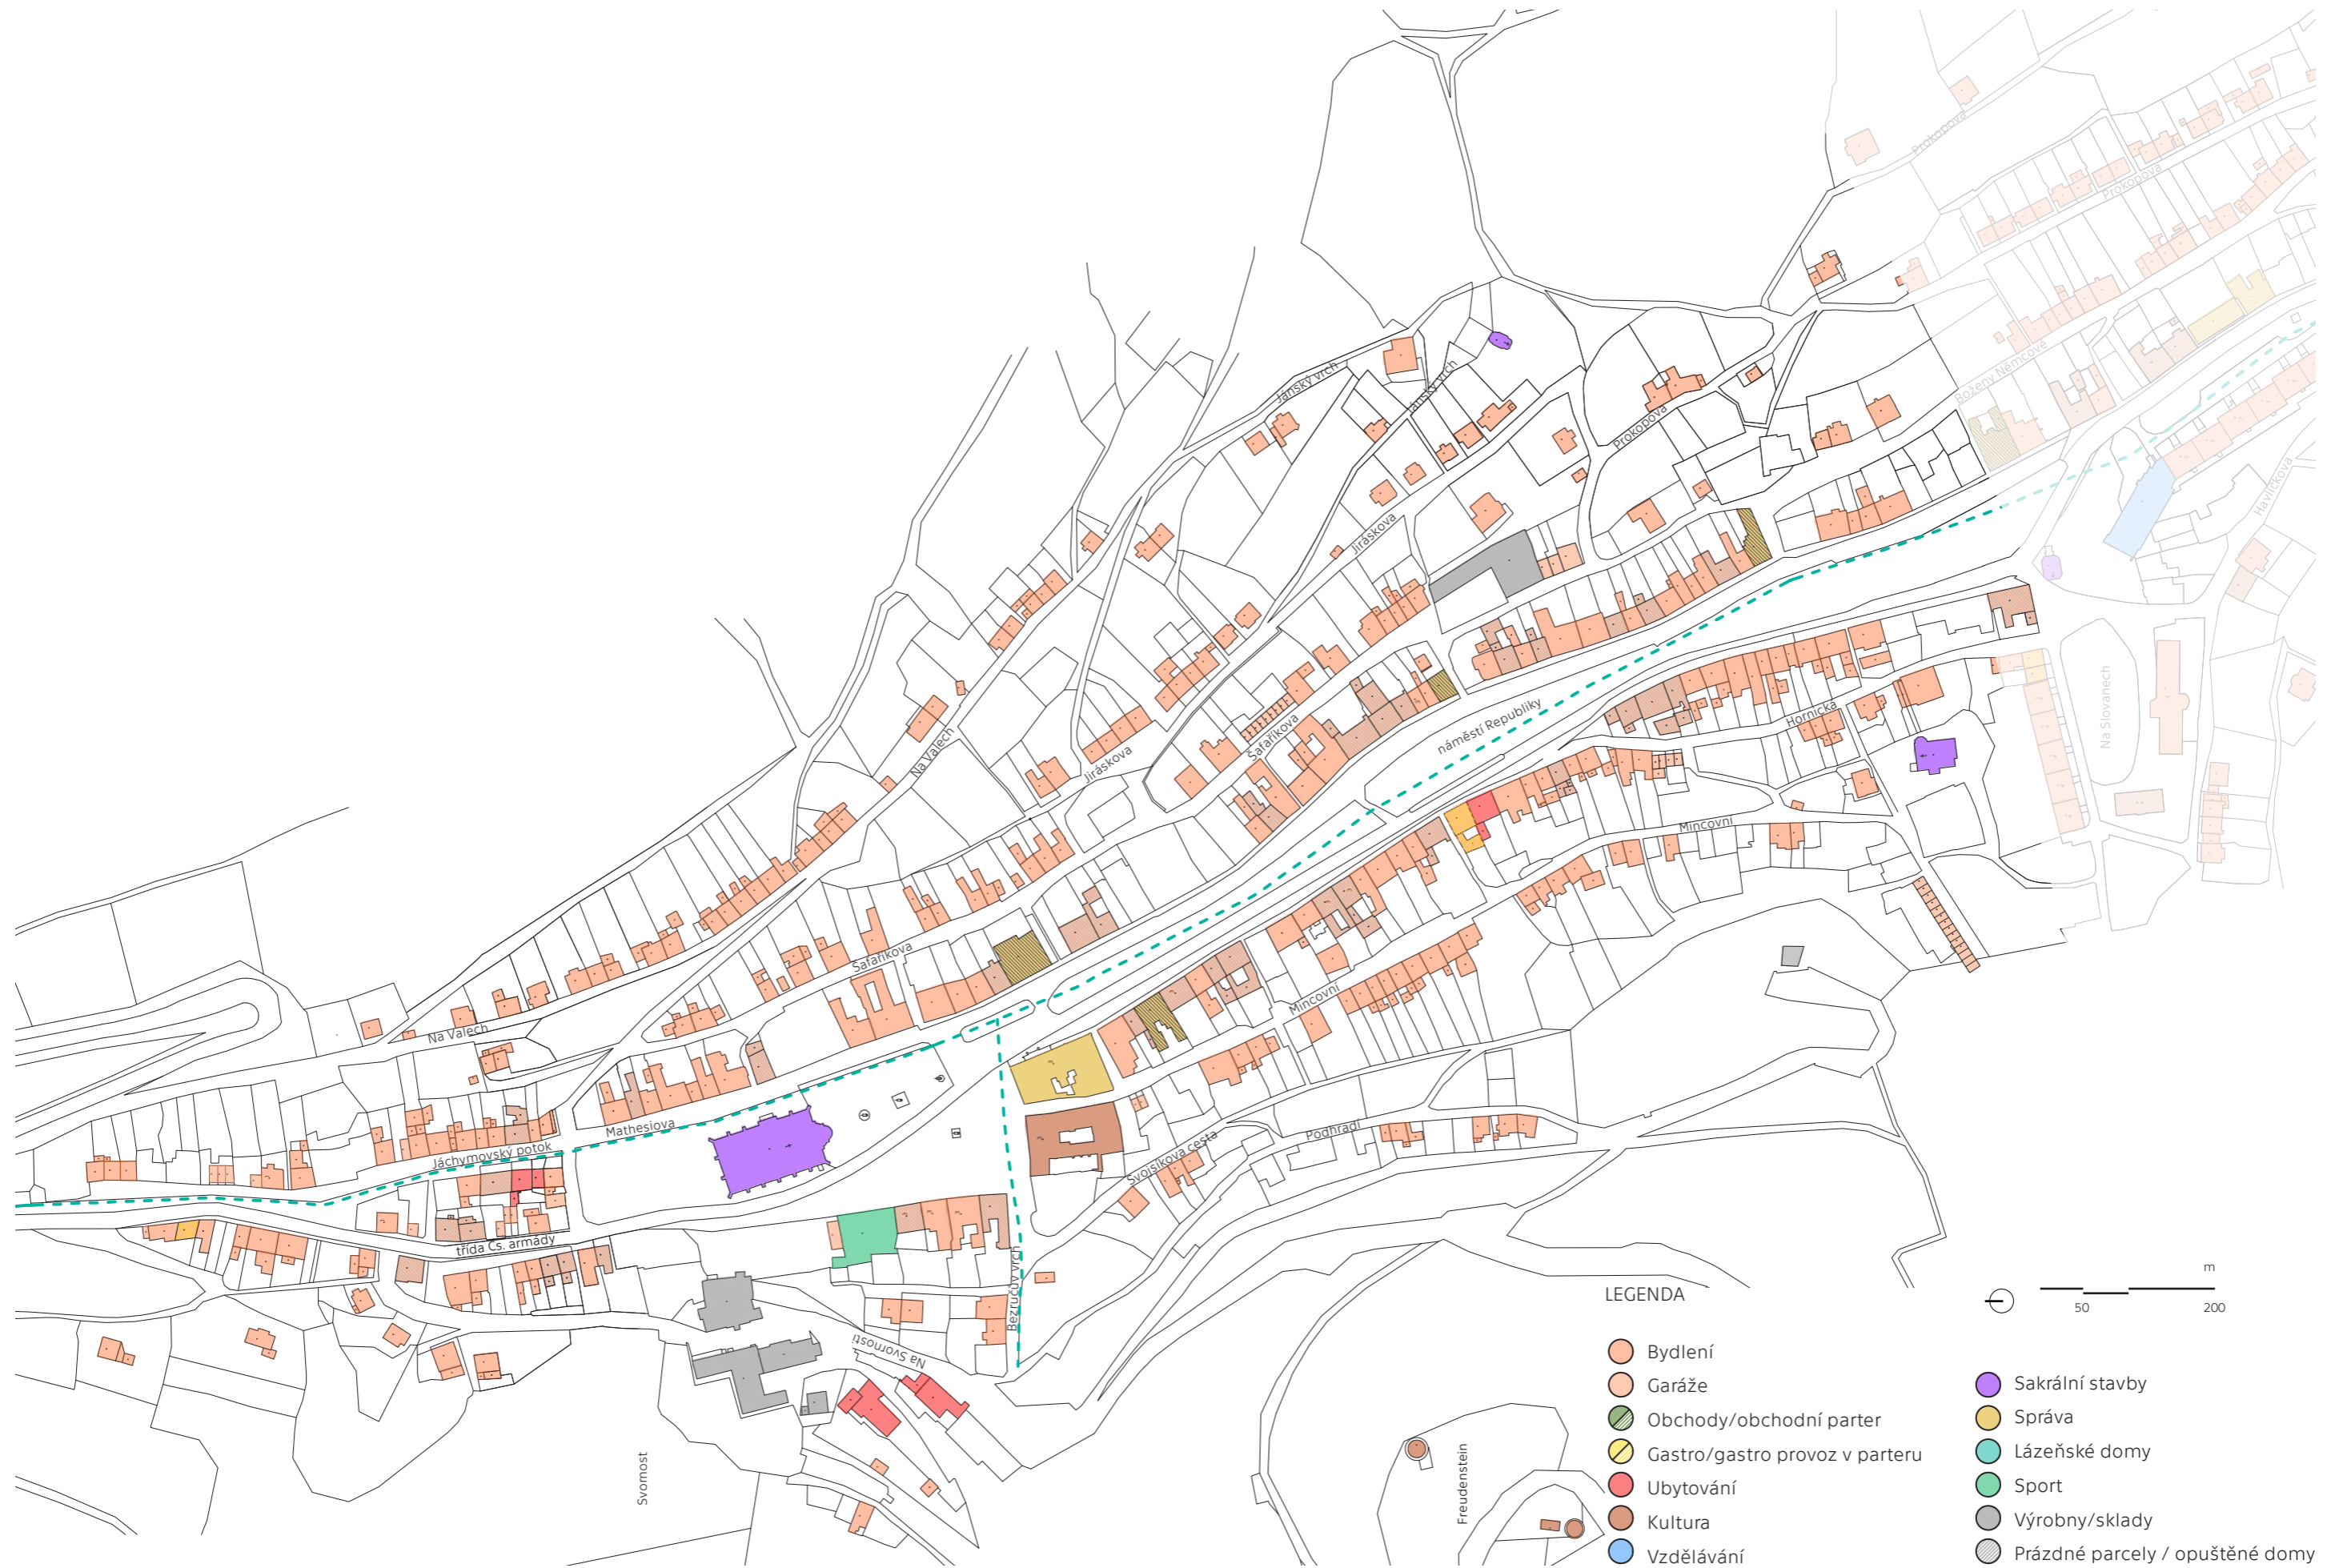 Prokopova
Prokopova
Boženy Němcové
Havlíčkova
Jánský vrch
Jánský vrch
Prokopova
Jiráskova
Na Slovanech
náměstí Republiky
Hornická
Šafaříkova
Na Valech
Jiráskova
Mincovní
Šafaříkova
Mincovní
Na Valech
Mathesiova
Jáchymovský potok
Podhradí
Svojsíkova cesta
třída Čs. armády
Bezručův vrch
Na Svornosti
Svornost
Freudenstein
m
50
200
LEGENDA
Bydlení
Garáže
Obchody/obchodní parter
Gastro/gastro provoz v parteru
Ubytování
Kultura
Vzdělávání
Sakrální stavby
Správa
Lázeňské domy
Sport
Výrobny/sklady
Prázdné parcely / opuštěné domy